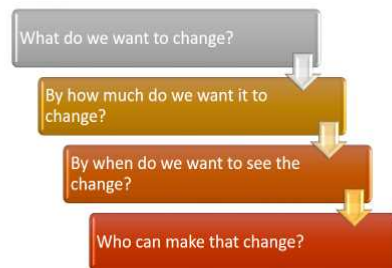 What do we want to change?
By how much do we want it to
change?
By when do we want to see the
change?
Who can make that change?